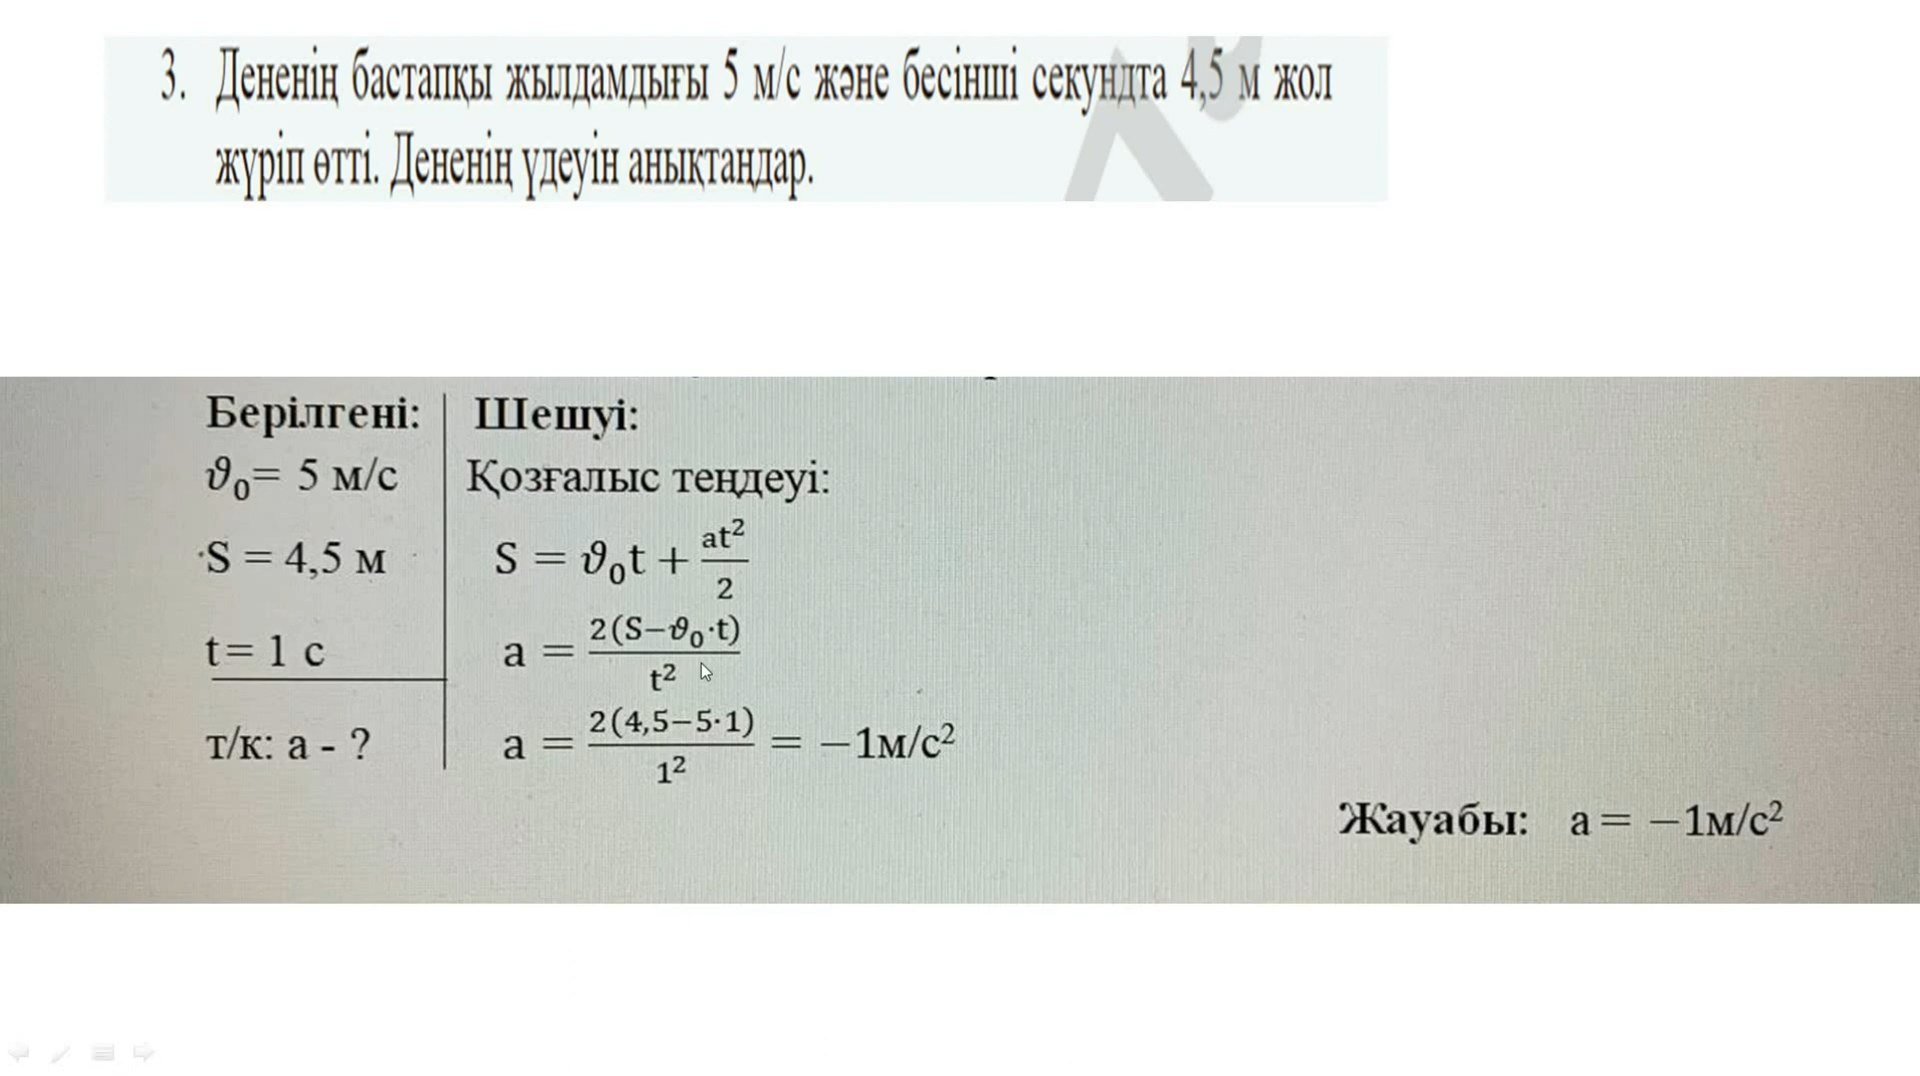 3. Дененің бастапқы жылдамдығы 5 м/с және бесінші секундта 4,5 м жол
жүріп өтті. Дененің үдеуін анықтаңдар.
Берілгені:
ϑ₀= 5 м/с
S = 4,5 м
t= 1 c
т/к: a - ?
Шешуі:
Қозғалыс теңдеуі:
S = ϑ₀t + at²/2
a = 2(S−ϑ₀·t)/t²
a = 2(4,5−5·1)/1² = −1м/с²
Жауабы: a = −1м/с²